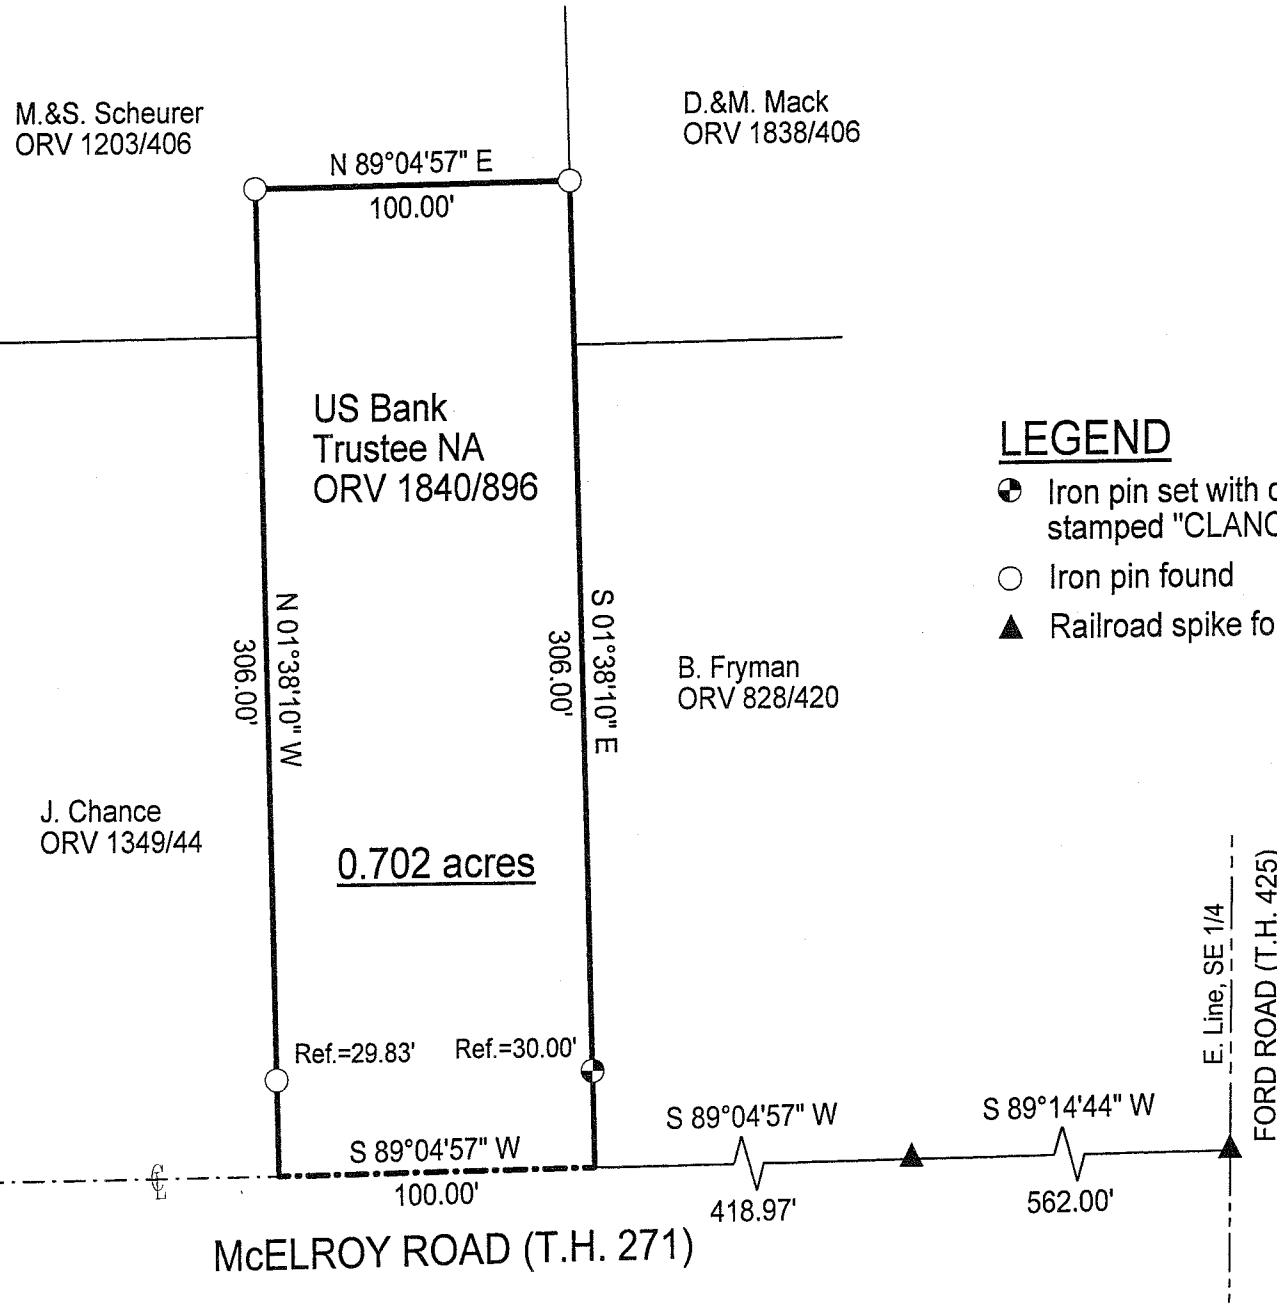 M.&S. Scheurer
ORV 1203/406
D.&M. Mack
ORV 1838/406
N 89°04'57" E
100.00'
US Bank
Trustee NA
ORV 1840/896
LEGEND
Iron pin set with
stamped
Iron pin found
Railroad spike
N 01°38'10" W
306.00'
S 01°38'10" E
306.00'
B. Fryman
ORV 828/420
J. Chance
ORV 1349/44
0.702 acres
E. Line, SE 1/4
FORD ROAD (T.H. 425)
Ref.=29.83'
Ref.=30.00'
S 89°04'57" W
100.00'
S 89°04'57" W
418.97'
S 89°14'44" W
562.00'
McELROY ROAD (T.H. 271)